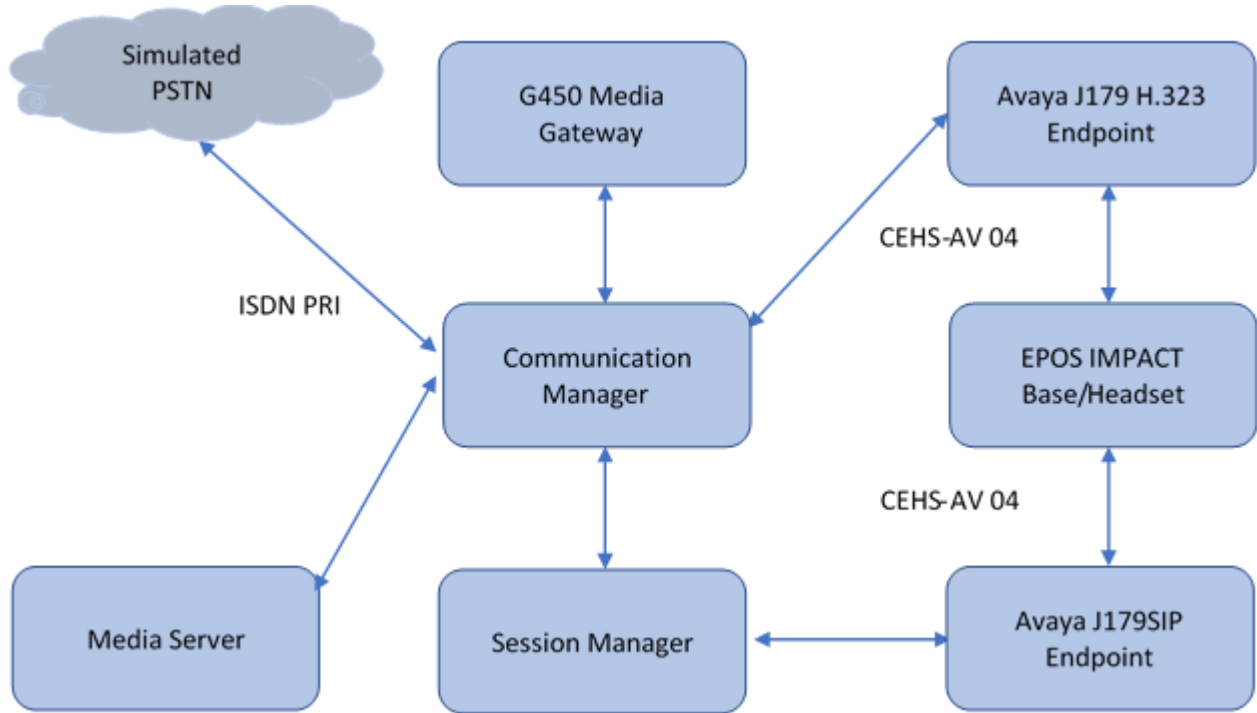 Simulated
PSTN
G450 Media
Gateway
Avaya J179 H.323
Endpoint
CEHS-AV 04
ISDN PRI
Communication
Manager
EPOS IMPACT
Base/Headset
CEHS-AV 04
Media Server
Session Manager
Avaya J179SIP
Endpoint